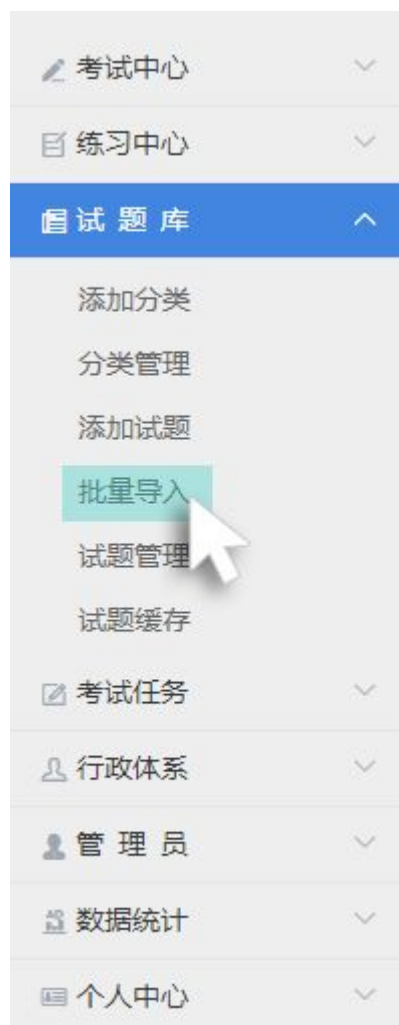 考试中心
练习中心
试 题 库
添加分类
分类管理
添加试题
批量导入
试题管理
试题缓存
考试任务
行政体系
管 理 员
数据统计
个人中心